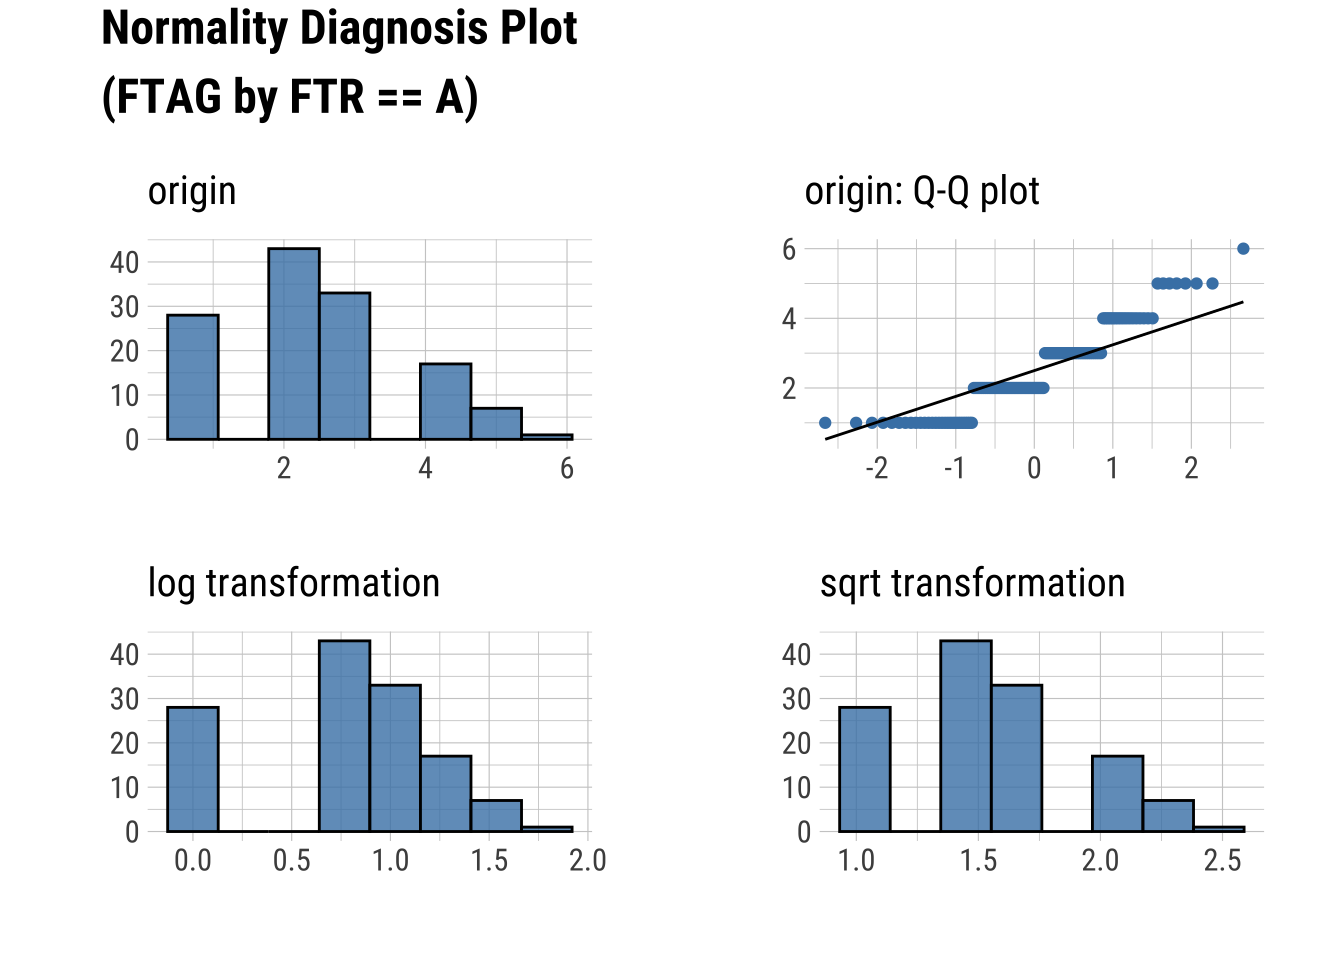 Normality Diagnosis Plot
(FTAG by FTR == A)
origin
40
30
20
10
0
2 4 6
origin: Q-Q plot
6
4
2
-2 -1 0 1 2
log transformation
40
30
20
10
0
0.0 0.5 1.0 1.5 2.0
sqrt transformation
40
30
20
10
0
1.0 1.5 2.0 2.5